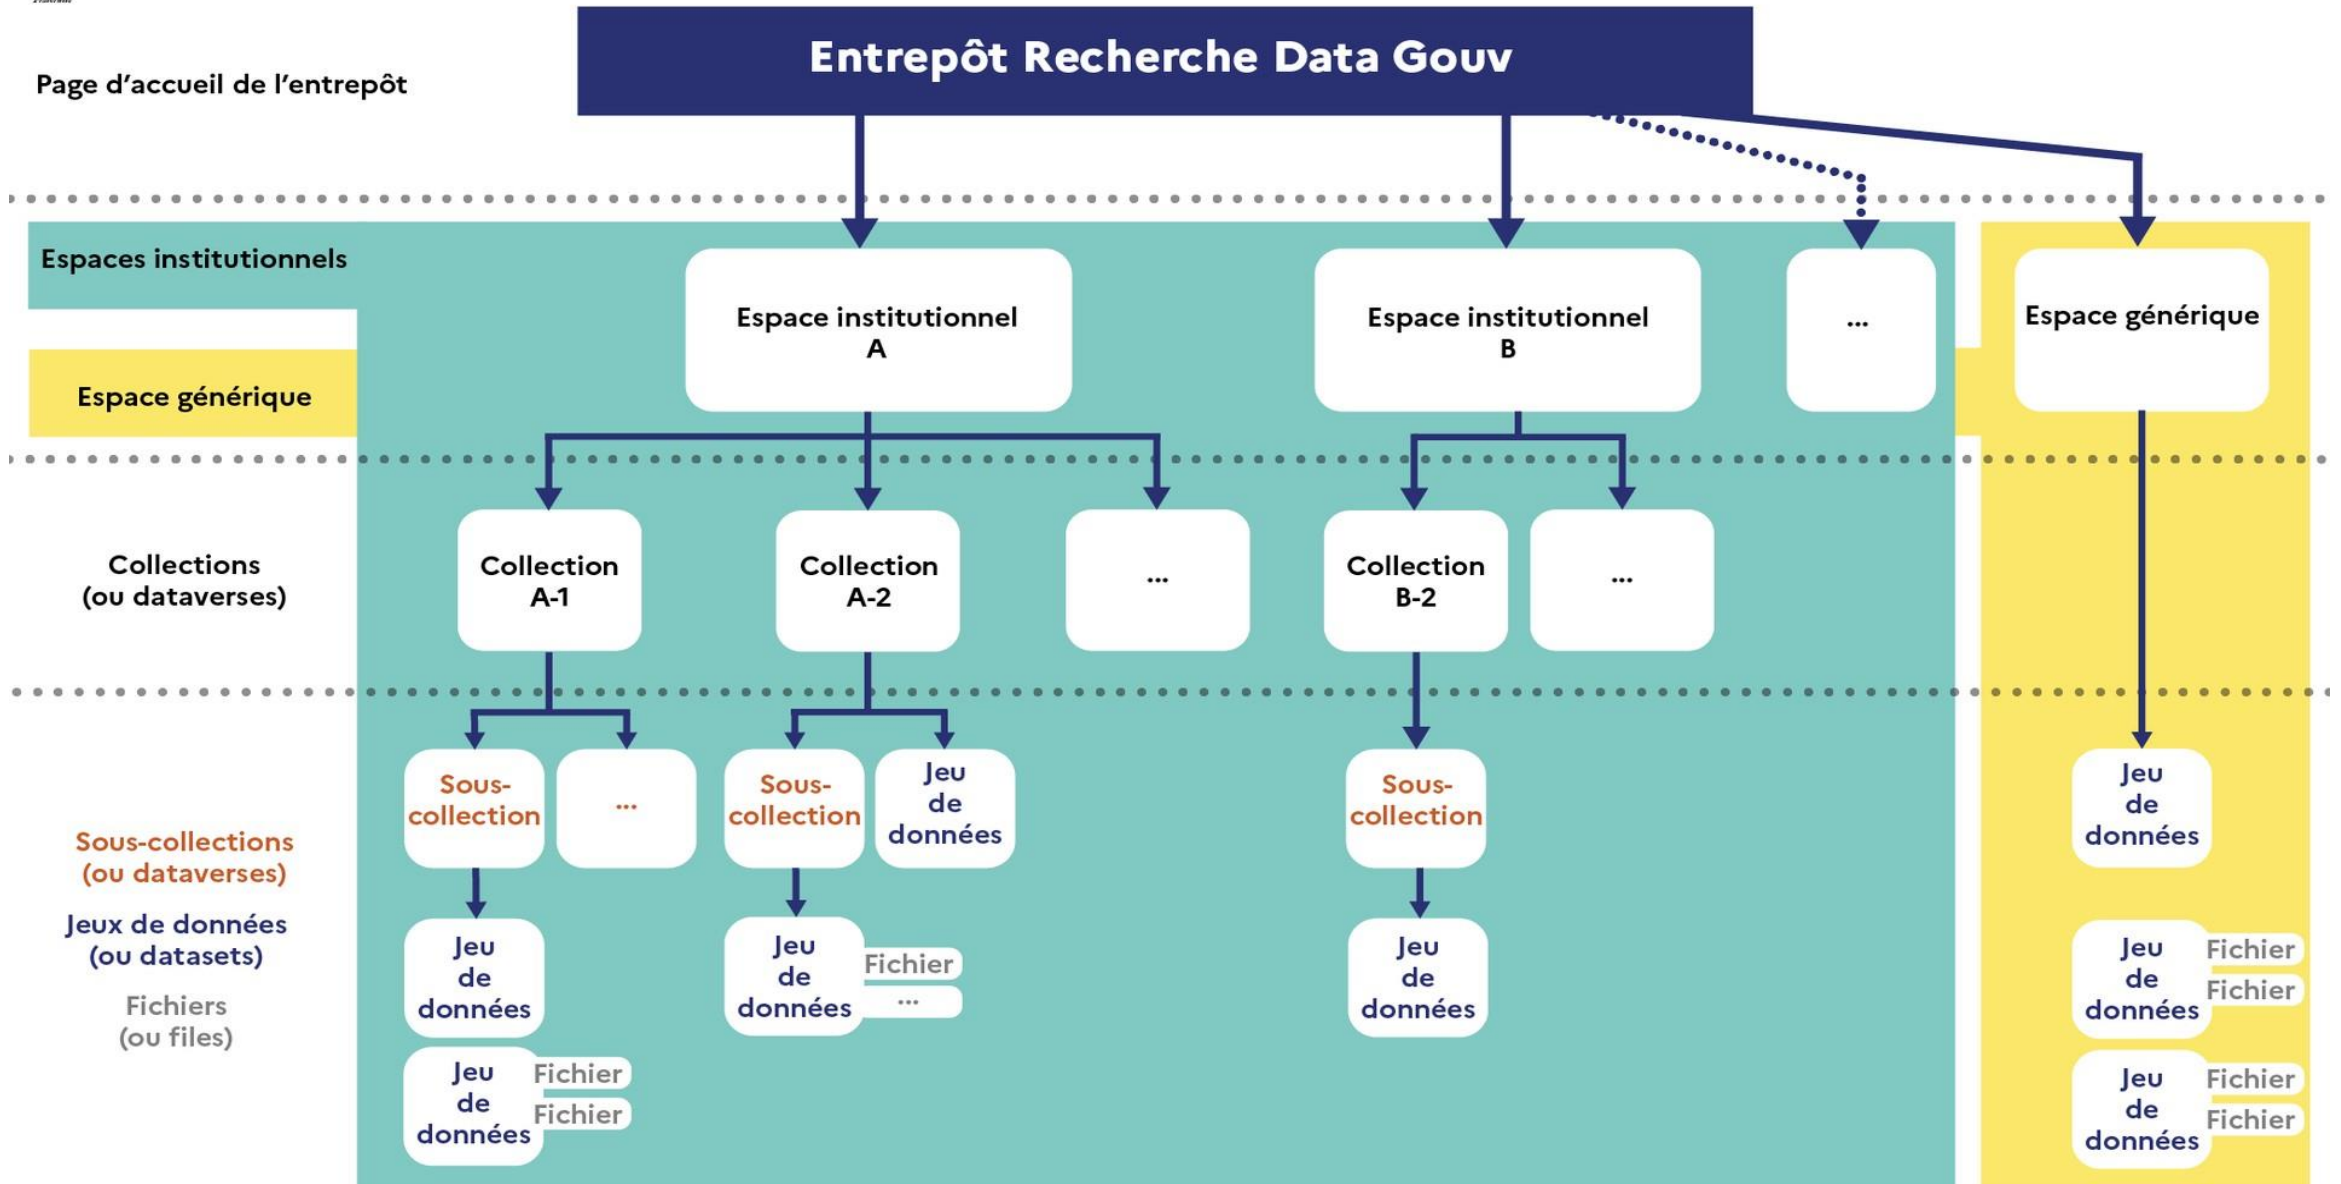 Entrepôt Recherche Data Gouv
Page d'accueil de l'entrepôt
Espaces institutionnels
Espace générique
Espace institutionnel
A
Espace institutionnel
B
...
Espace générique
Collections
(ou dataverses)
Collection
A-1
Collection
A-2
...
Collection
B-2
...
Sous-collections
(ou dataverses)
Jeux de données
(ou datasets)
Fichiers
(ou files)
Sous-
collection
...
Sous-
collection
Jeu
de
données
Sous-
collection
Jeu
de
données
Jeu
de
données
Jeu
de
données
Fichier
...
Jeu
de
données
Jeu
de
données
Fichier
Fichier
Jeu
de
données
Fichier
Fichier
Jeu
de
données
Fichier
Fichier